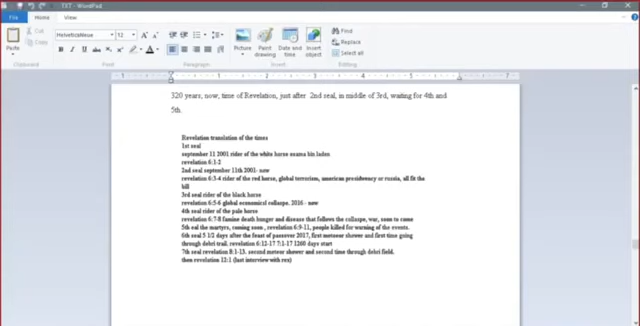 TXT - WordPad
File
Home
View
Paste
Cut
Copy
Clipboard
HelveticaNeue
12
Font
Paragraph
Picture
Paint drawing
Date and time
Insert object
Insert
Find
Replace
Select all
Editing
320 years, now; time of Revelation, just after 2nd seal, in middle of 3rd, waiting for 4th and
5th.
Revelation translation of the times
1st seal
september 11 2001 rider of the white horse osama bin laden
revelation 6:1-2
2nd seal september 11th 2001- now
revelation 6:3-4 rider of the red horse, global terrorism, american presidency or russia, all fit the
bill
3rd seal rider of the black horse
revelation 6:5-6 global economical collaspe, 2016 - now
4th seal rider of the pale horse
revelation 6:7-8 famine death hunger and disease that follows the collaspe, war, soon to come
5th eal the martyrs, coming soon , revelation 6:9-11, people killed for warning of the events.
6th seal 5 1/2 days after the feast of passover 2017, first meteoer shower and first time going
through debri trail. revelation 6:12-17 7:1-17 1260 days start
7th seal revelation 8:1-13. second meteor shower and second time through debri field.
then revelation 12:1 (last interview with rex)